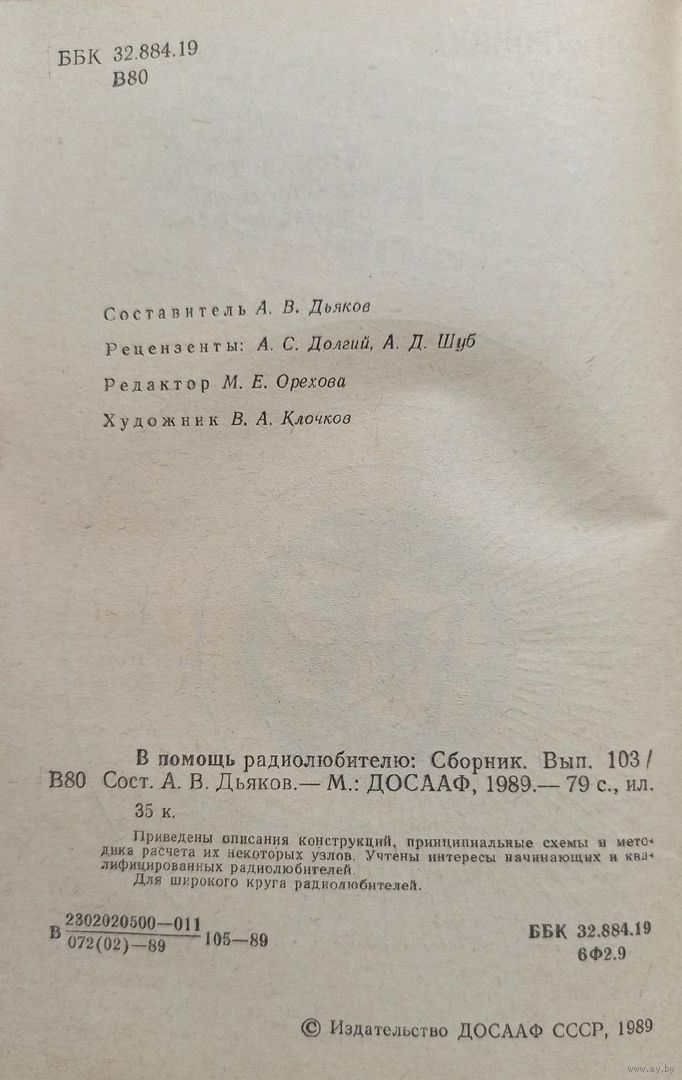 ББК 32.884.19
В80
Составитель А. В. Дьяков
Рецензенты: А. С. Долгий, А. Д. Шуб
Редактор М. Е. Орехова
Художник В. А. Клочков
В помощь радиолюбителю: Сборник. Вып. 103/
В80 Сост. А. В. Дьяков.— М.: ДОСААФ, 1989.— 79 с., ил.
35 к.
Приведены описания конструкций, принципиальные схемы и мето-
дика расчета их некоторых узлов. Учтены интересы начинающих и ква-
лифицированных радиолюбителей.
Для широкого круга радиолюбителей.
В 2302020500—011
072(02)—89 105—89
ББК 32.884.19
6Ф2.9
© Издательство ДОСААФ СССР, 1989
www.ay.by